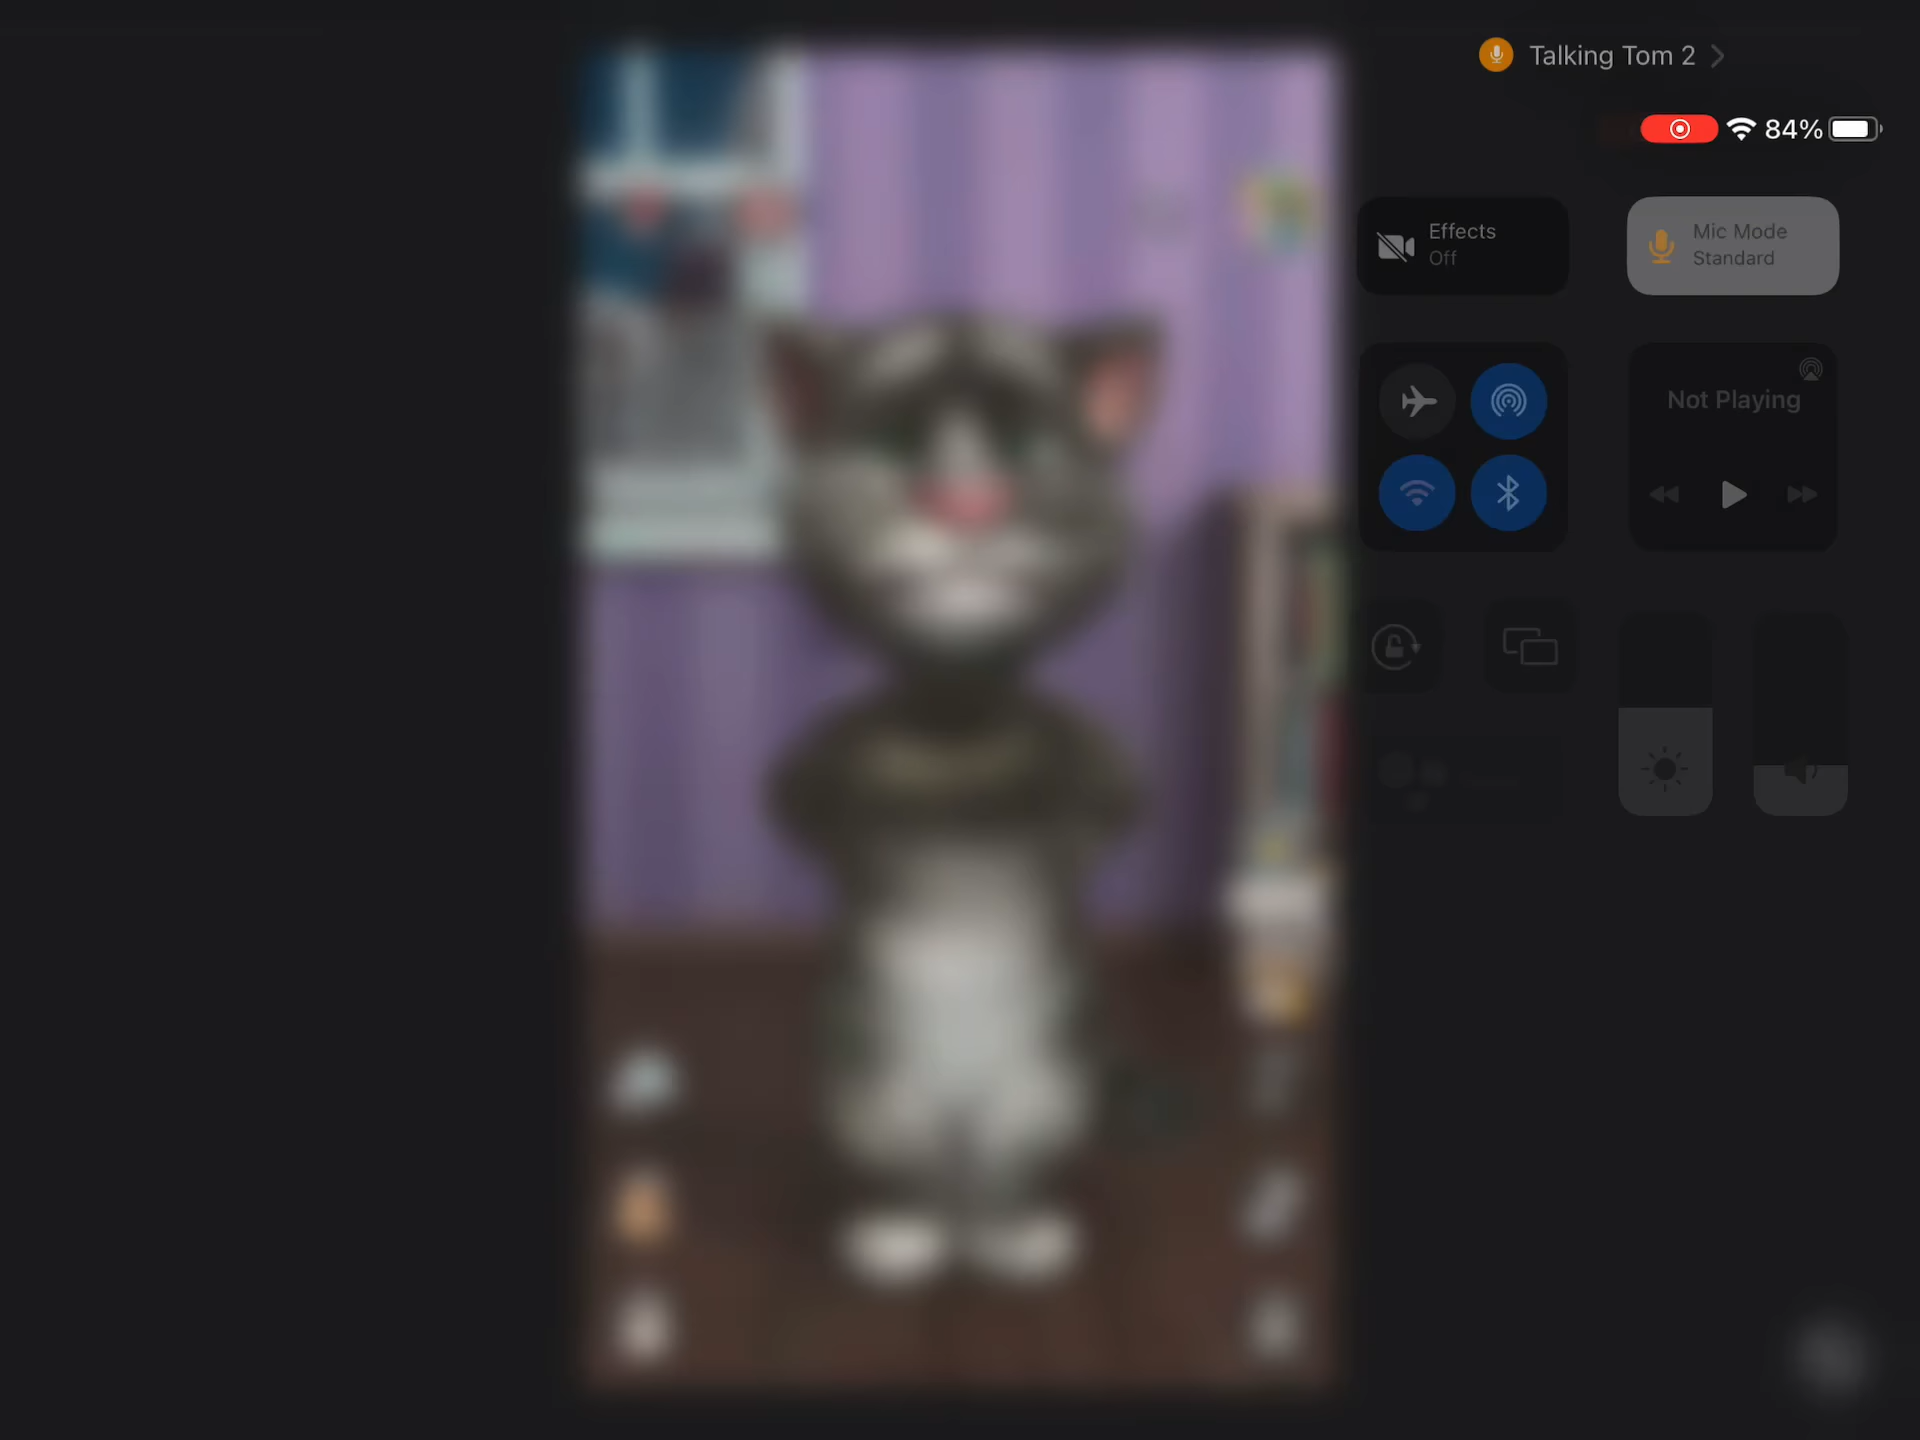 Talking Tom 2
84%
Effects
Off
Mic Mode
Standard
Not Playing